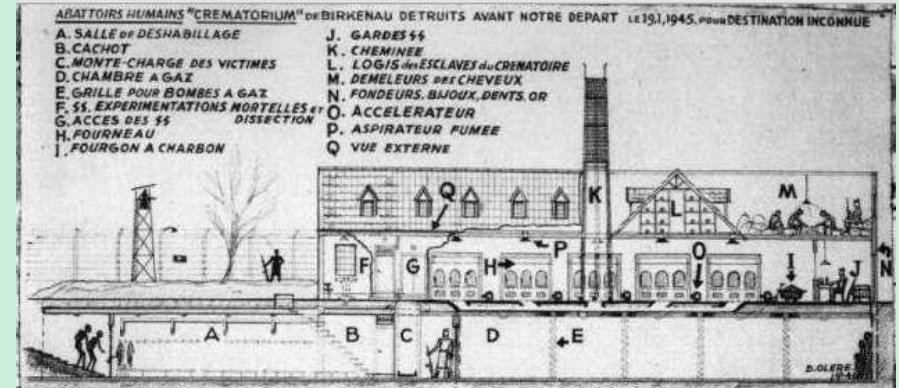 ABATTOIRS HUMAINS "CREMATORIUM" DE BIRKENAU DETRUITS AVANT NOTRE DEPART LE 19.1.1945. POUR DESTINATION INCONNUE
A. SALLE DE DESHABILLAGE
B. CACHOT
C. MONTE-CHARGE DES VICTIMES
D. CHAMBRE A GAZ
E. GRILLE POUR BOMBES A GAZ
F. SS. EXPERIMENTATIONS MORTELLES ET
DISSECTION
G. ACCES DES SS
H. FOURNEAU
I. FOURGON A CHARBON
J. GARDES SS
K. CHEMINEE
L. LOGIS des ESCLAVES du CREMATOIRE
M. DEMELEURS DES CHEVEUX
N. FONDEURS, BIJOUX, DENTS, OR
O. ACCELERATEUR
P. ASPIRATEUR FUMEE
Q VUE EXTERNE
Q
K
L
M
F
G
H
P
O
I
J
N
A
B
C
D
E
D. OLERE